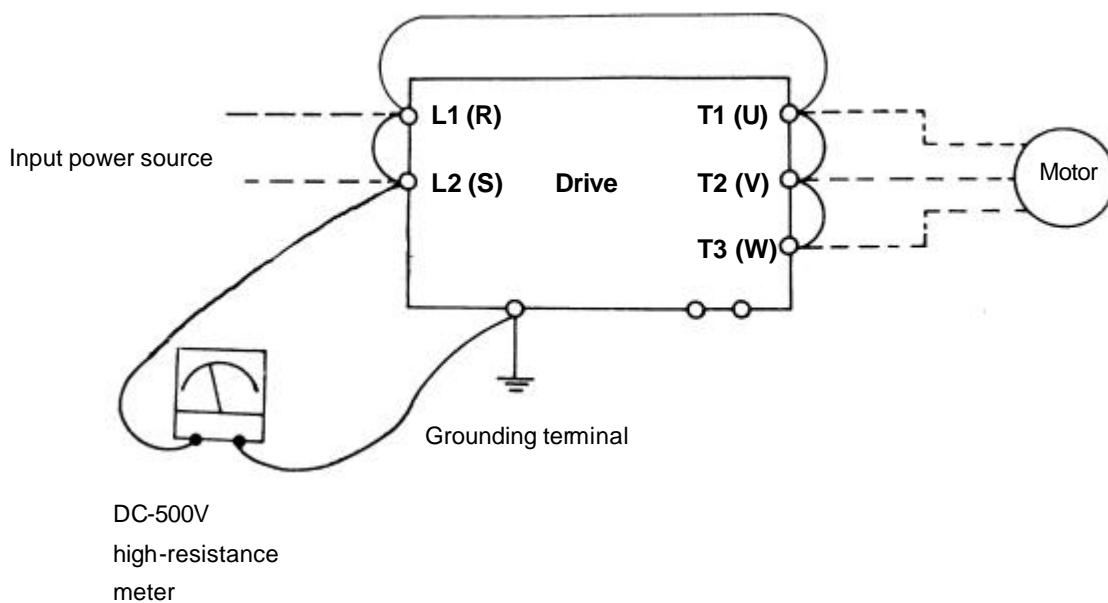 L1 (R)
T1 (U)
Input power source
L2 (S)
Drive
T2 (V)
Motor
T3 (W)
Grounding terminal
DC-500V
high-resistance
meter